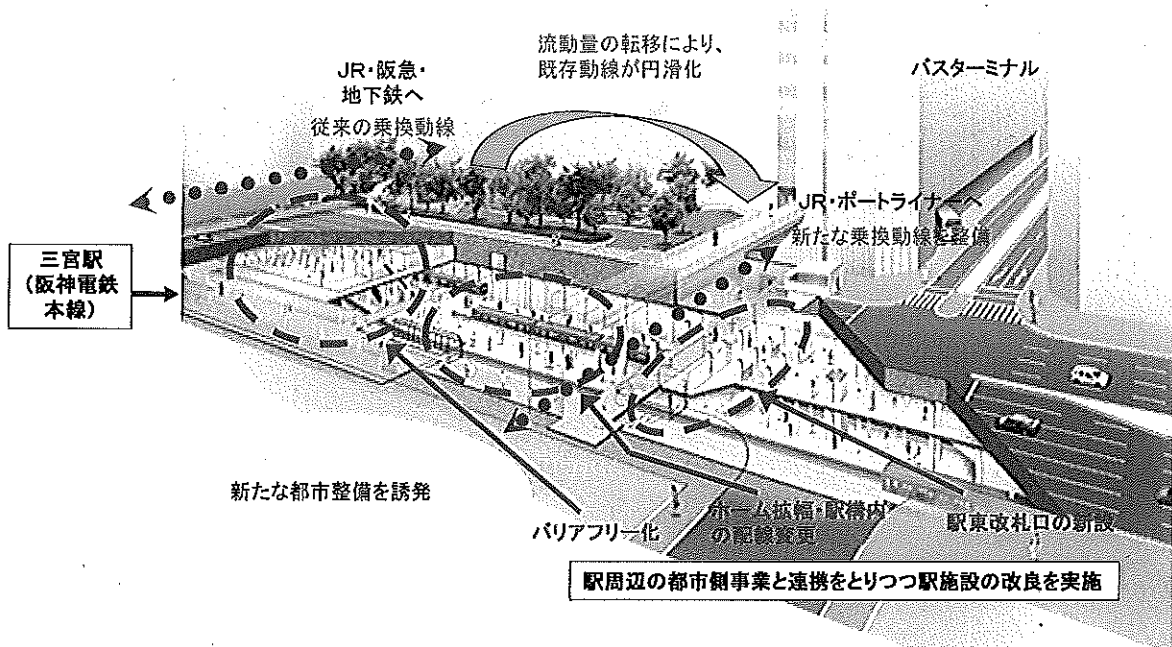 流動量の転移により、
既存動線が円滑化
JR・阪急・
地下鉄へ
従来の乗換動線
バスターミナル
JR・ポートライナーへ
新たな乗換動線を整備
三宮駅
(阪神電鉄
本線)
新たな都市整備を誘発
バリアフリー化
ホーム拡幅・駅構内
の配線変更
駅東改札口の新設
駅周辺の都市側事業と連携をとりつつ駅施設の改良を実施